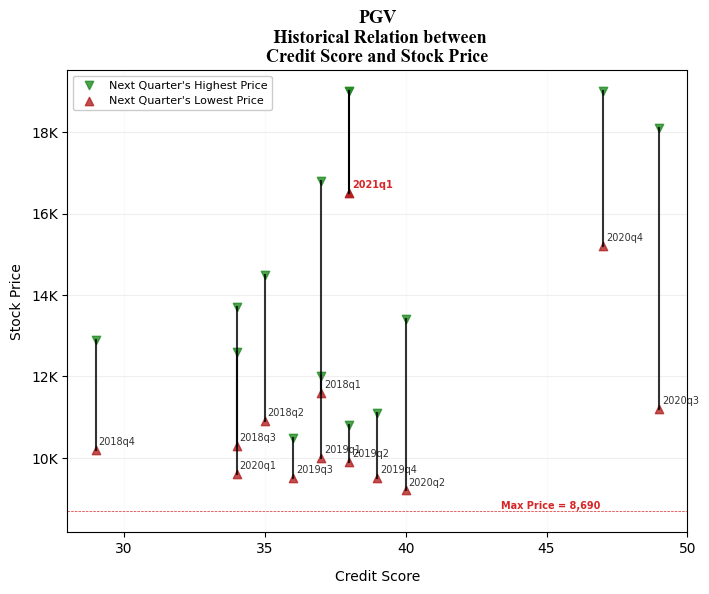 PGV
Historical Relation between
Credit Score and Stock Price
Next Quarter's Highest Price
Next Quarter's Lowest Price
18K
16K
14K
12K
10K
Stock Price
2021q1
2020q4
2018q1
2020q3
2018q2
2018q4
2018q3
2019q1
2019q2
2020q1
2019q3
2019q4
2020q2
Max Price = 8,690
30
35
40
45
50
Credit Score